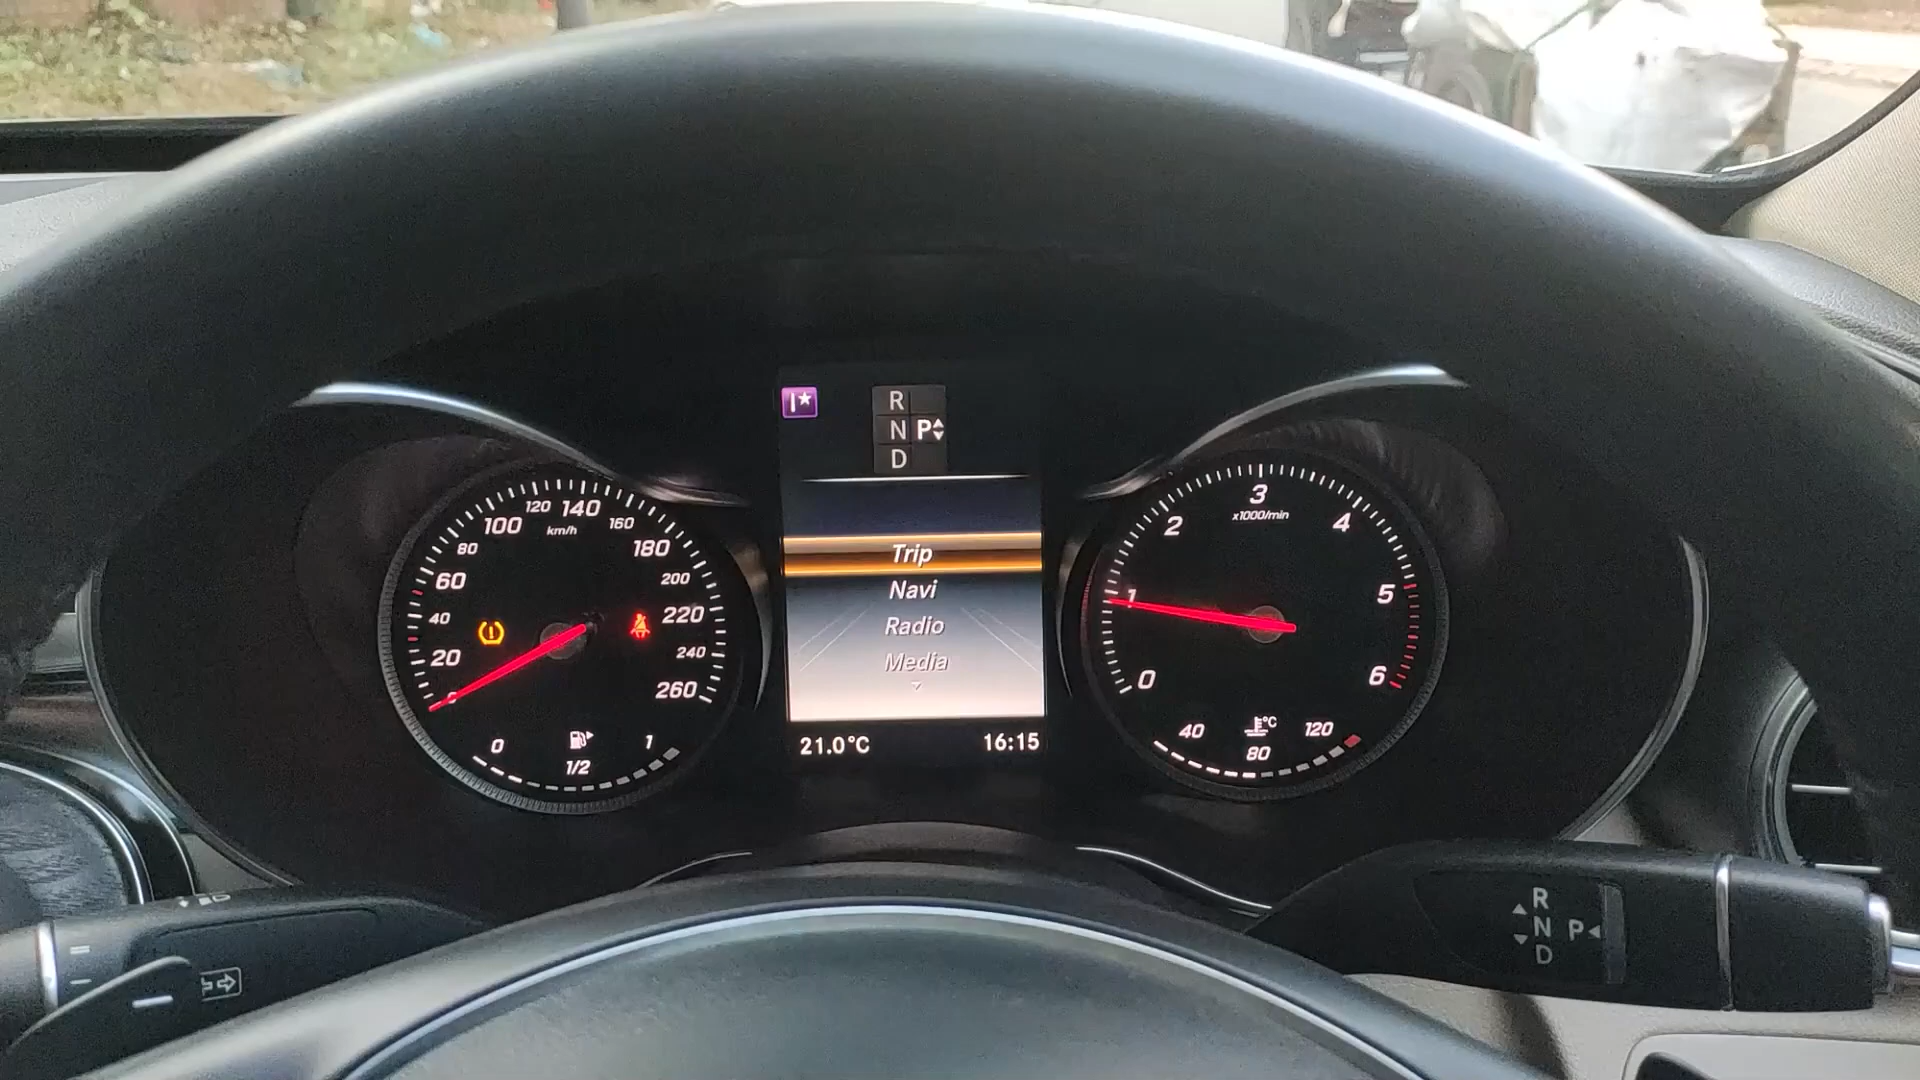 R
N P
D
Trip
Navi
Radio
Media
21.0°C 16:15
0
20
40
60
80
100
120
140
160
180
200
220
240
260
km/h
0 1/2 1
0
1
2
3
4
5
6
x1000/min
°C
40 80 120
R
N P
D